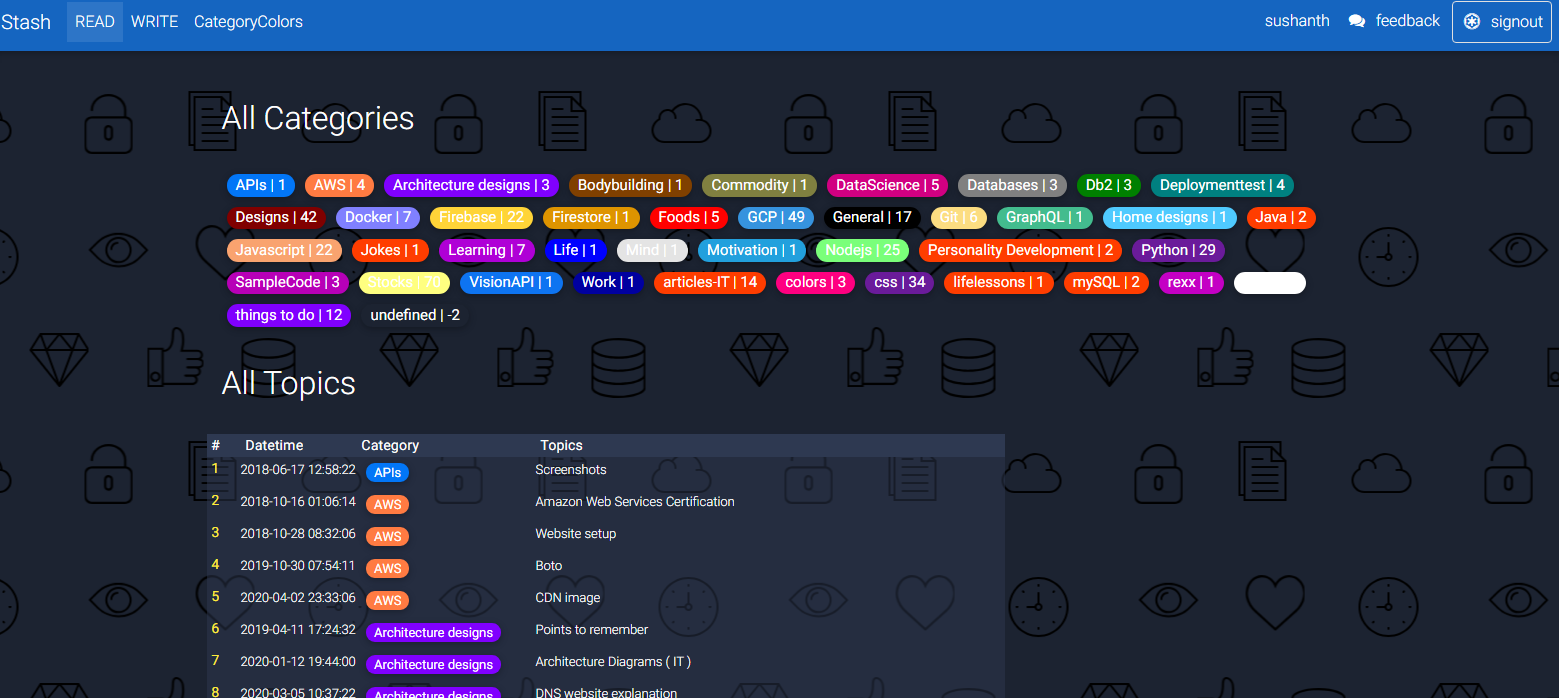 Stash READ WRITE CategoryColors sushanth feedback signout
All Categories
APIs | 1 AWS | 4 Architecture designs | 3 Bodybuilding | 1 Commodity | 1 DataScience | 5 Databases | 3 Db2 | 3 Deploymenttest | 4
Designs | 42 Docker | 7 Firebase | 22 Firestore | 1 Foods | 5 GCP | 49 General | 17 Git | 6 GraphQL | 1 Home designs | 1 Java | 2
Javascript | 22 Jokes | 1 Learning | 7 Life | 1 Mind | 1 Motivation | 1 Nodejs | 25 Personality Development | 2 Python | 29
SampleCode | 3 Stocks | 70 VisionAPI | 1 Work | 1 articles-IT | 14 colors | 3 css | 34 lifelessons | 1 mySQL | 2 rexx | 1
things to do | 12 undefined | -2
All Topics
# Datetime Category Topics
1 2018-06-17 12:58:22 APIs Screenshots
2 2018-10-16 01:06:14 AWS Amazon Web Services Certification
3 2018-10-28 08:32:06 AWS Website setup
4 2019-10-30 07:54:11 AWS Boto
5 2020-04-02 23:33:06 AWS CDN image
6 2019-04-11 17:24:32 Architecture designs Points to remember
7 2020-01-12 19:44:00 Architecture designs Architecture Diagrams ( IT )
8 2020-03-05 10:37:22 Architecture designs DNS website explanation